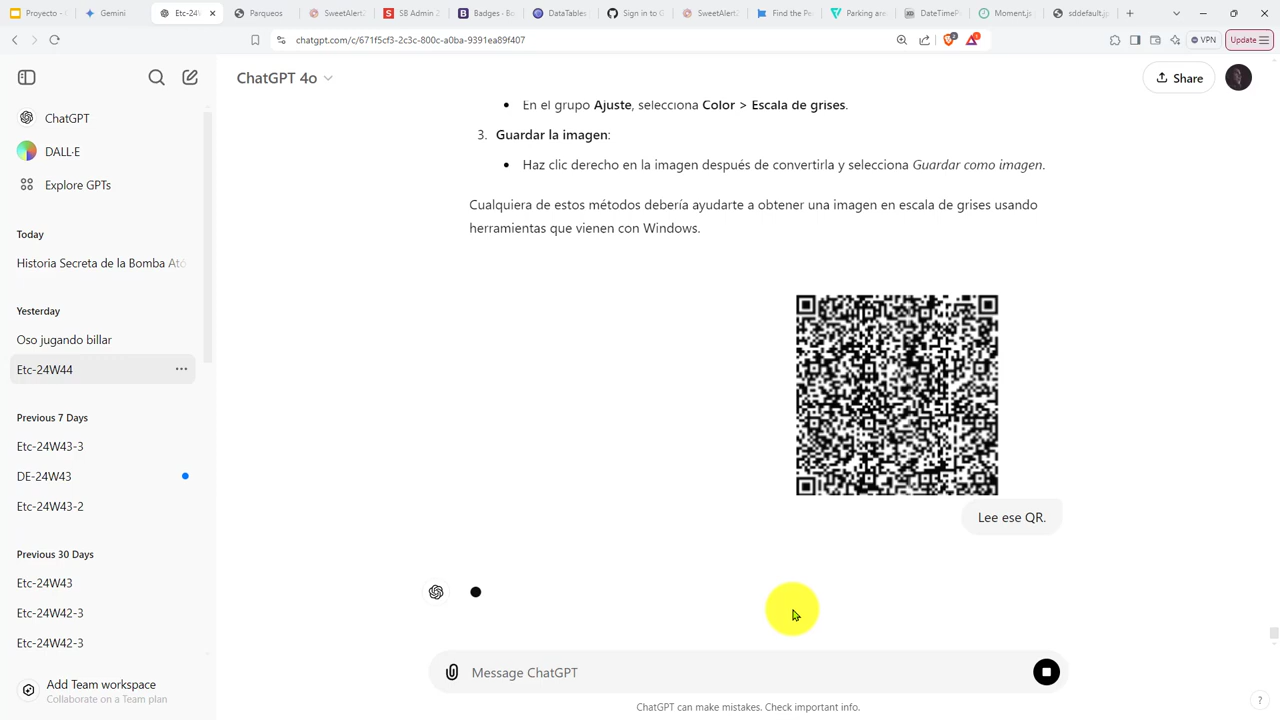 Proyecto - C
Gemini
Etc-24W
Parqueos
SweetAlert2
SB Admin 2
Badges - Bo
DataTables
Sign in to G
SweetAlert2
Find the Pe
Parking are
DateTimeP
Moment.js
sddefault.jp
chatgpt.com/c/671f5cf3-2c3c-800c-a0ba-9391ea89f407
VPN
Update
ChatGPT 4o
Share
ChatGPT
DALL·E
Explore GPTs
Today
Historia Secreta de la Bomba Ató
Yesterday
Oso jugando billar
Etc-24W44
Previous 7 Days
Etc-24W43-3
DE-24W43
Etc-24W43-2
Previous 30 Days
Etc-24W43
Etc-24W42-3
Etc-24W42-3
Add Team workspace
Collaborate on a Team plan
• En el grupo Ajuste, selecciona Color > Escala de grises.
3. Guardar la imagen:
• Haz clic derecho en la imagen después de convertirla y selecciona Guardar como imagen.
Cualquiera de estos métodos debería ayudarte a obtener una imagen en escala de grises usando
herramientas que vienen con Windows.
Lee ese QR.
Message ChatGPT
ChatGPT can make mistakes. Check important info.
?